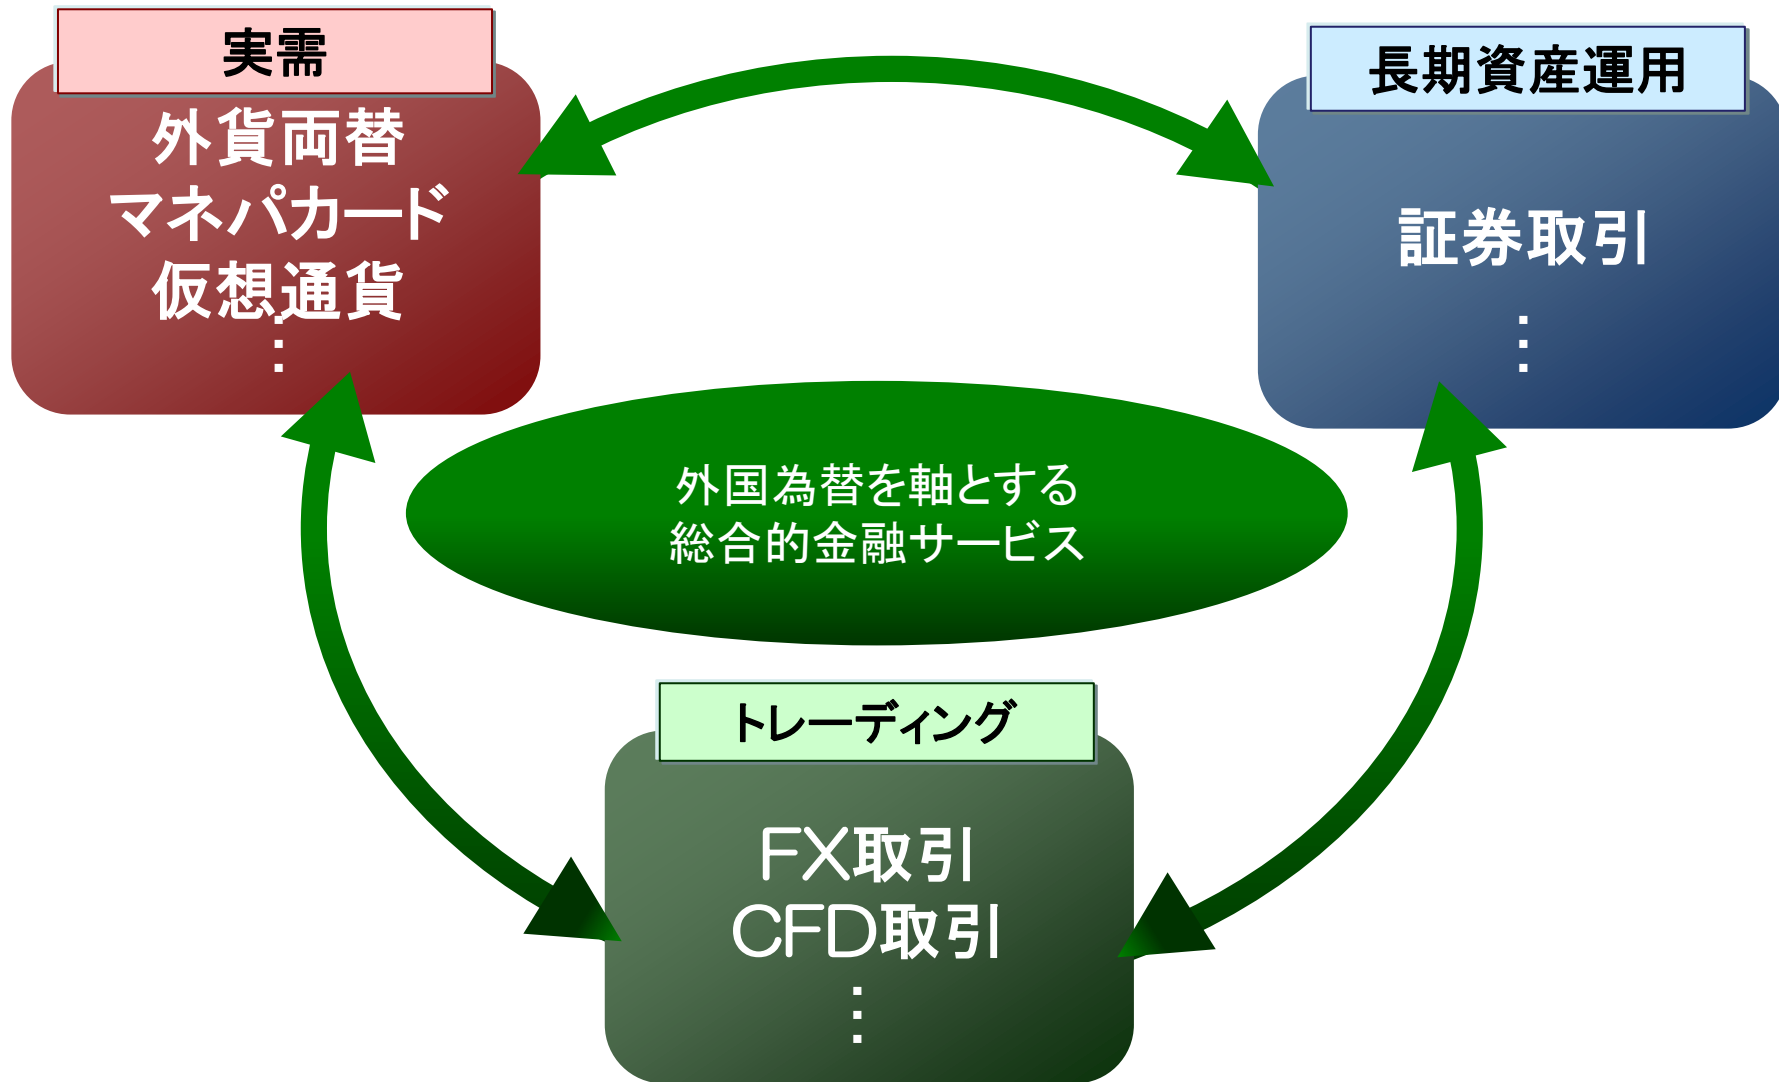 実需
外貨両替
マネパカード
仮想通貨
⋮
長期資産運用
証券取引
⋮
外国為替を軸とする
総合的金融サービス
トレーディング
FX取引
CFD取引
⋮